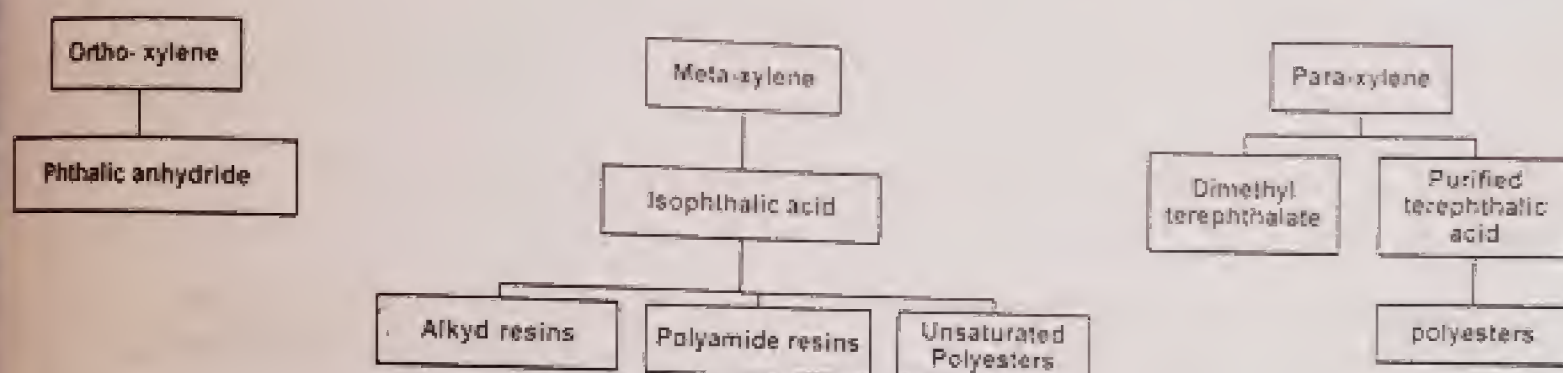 Ortho- xylene
Meta-xylene
Para-xylene
Phthalic anhydride
Isophthalic acid
Dimethyl
terephthalate
Purified
terephthalic
acid
Alkyd resins
Polyamide resins
Unsaturated
Polyesters
polyesters